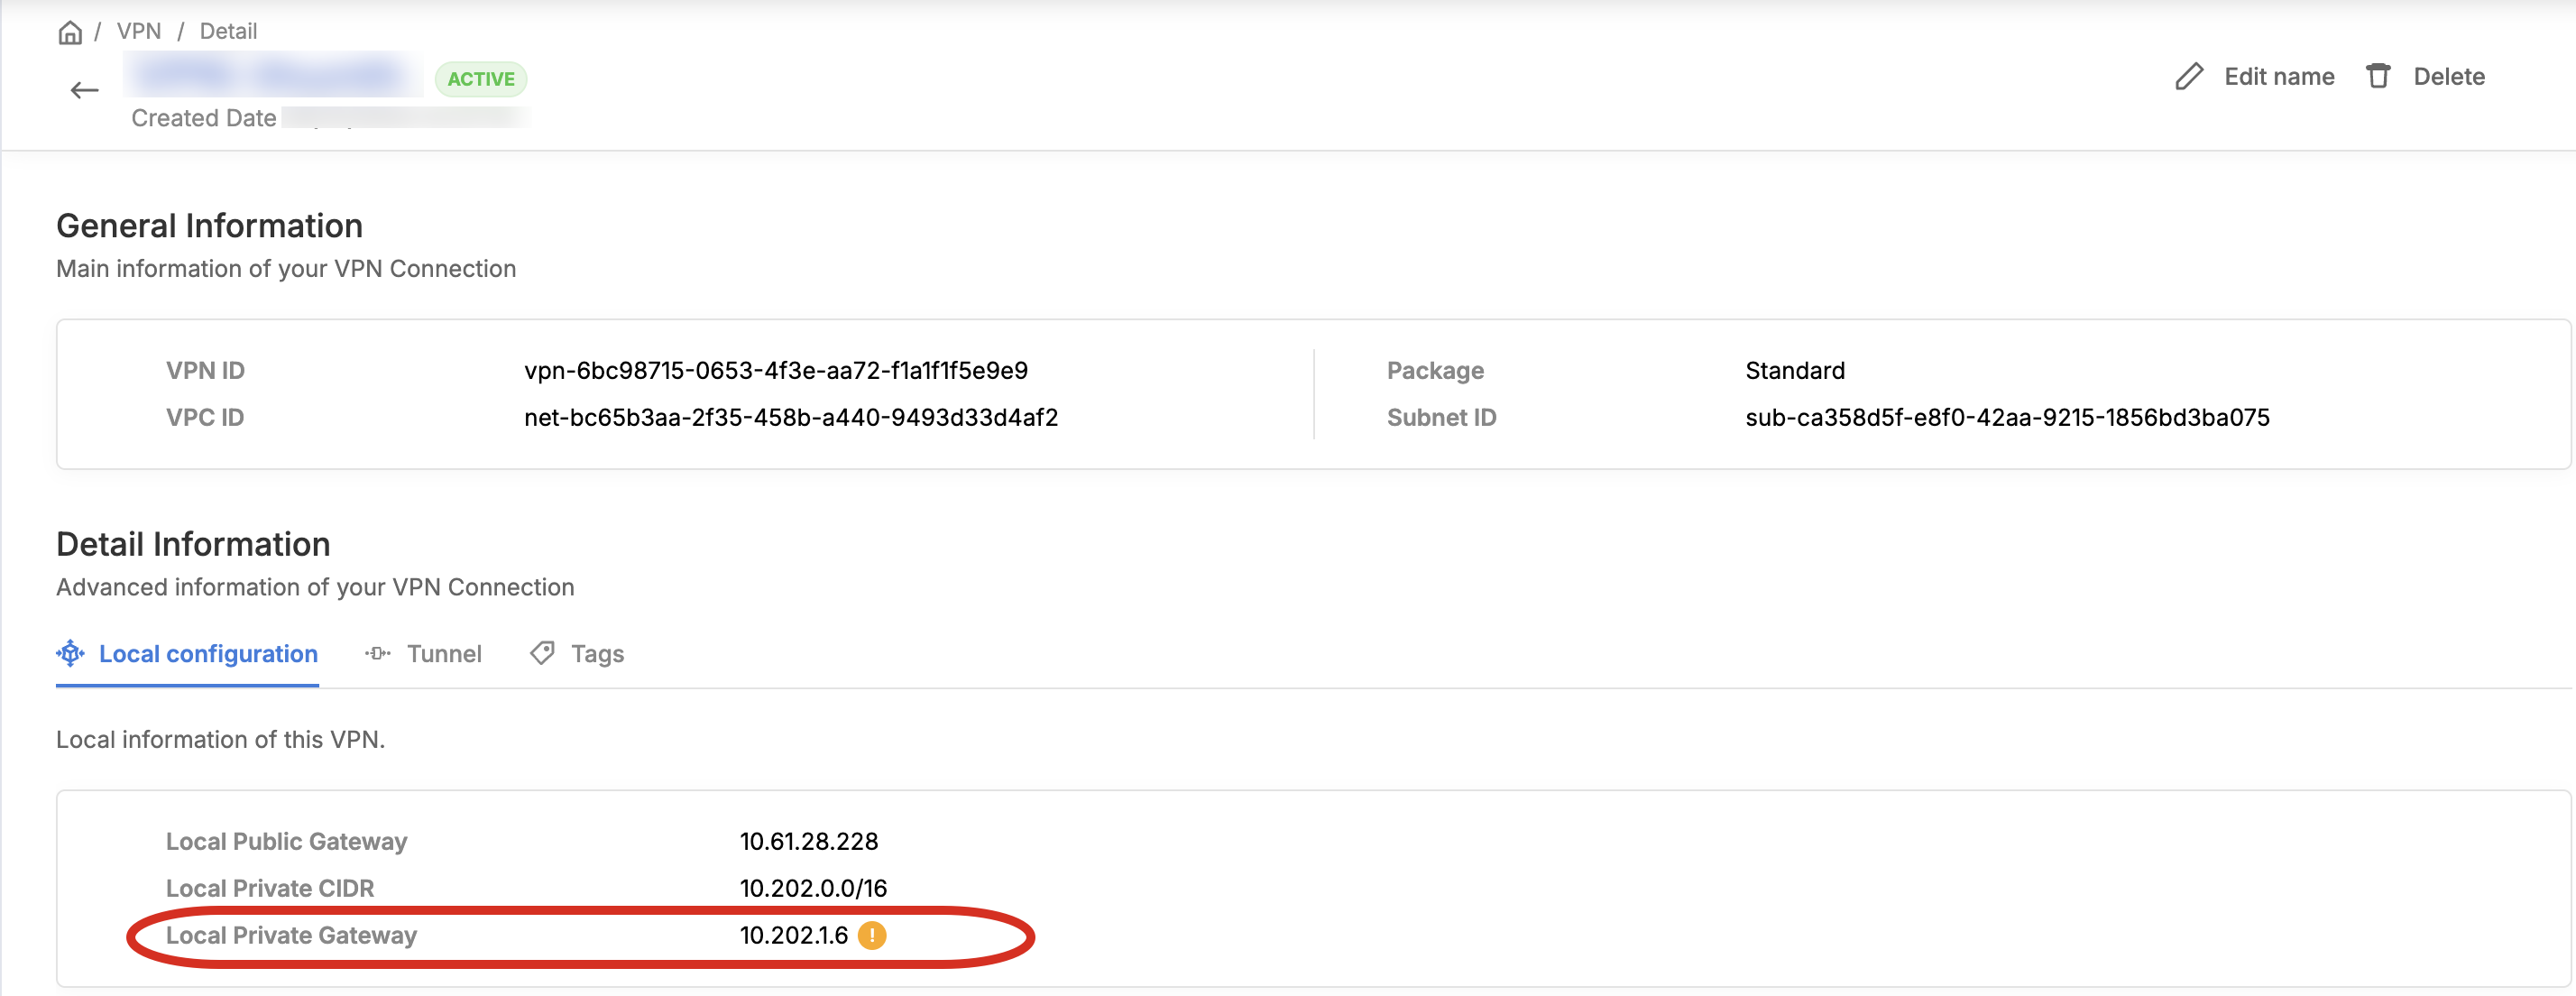 / VPN / Detail
ACTIVE
Created Date
Edit name
Delete
General Information
Main information of your VPN Connection
VPN ID vpn-6bc98715-0653-4f3e-aa72-f1a1f1f5e9e9
Package Standard
VPC ID net-bc65b3aa-2f35-458b-a440-9493d33d4af2
Subnet ID sub-ca358d5f-e8f0-42aa-9215-1856bd3ba075
Detail Information
Advanced information of your VPN Connection
Local configuration Tunnel Tags
Local information of this VPN.
Local Public Gateway 10.61.28.228
Local Private CIDR 10.202.0.0/16
Local Private Gateway 10.202.1.6 !